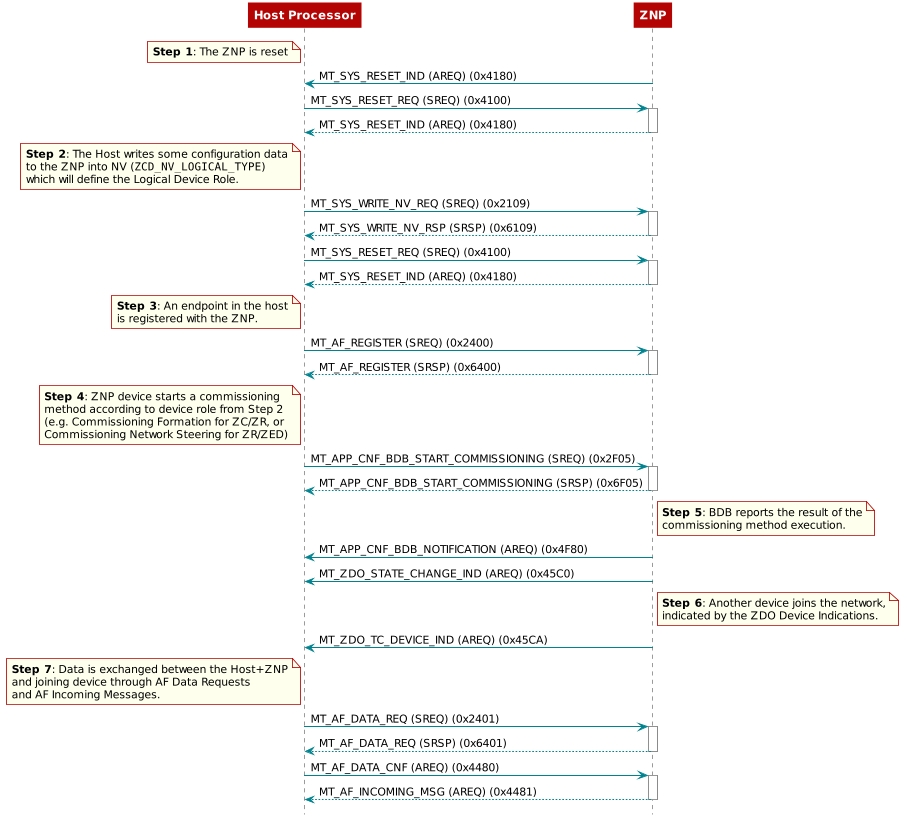 Host Processor
ZNP
Step 1: The ZNP is reset
MT_SYS_RESET_IND (AREQ) (0x4180)
MT_SYS_RESET_REQ (SREQ) (0x4100)
MT_SYS_RESET_IND (AREQ) (0x4180)
Step 2: The Host writes some configuration data
to the ZNP into NV (ZCD_NV_LOGICAL_TYPE)
which will define the Logical Device Role.
MT_SYS_WRITE_NV_REQ (SREQ) (0x2109)
MT_SYS_WRITE_NV_RSP (SRSP) (0x6109)
MT_SYS_RESET_REQ (SREQ) (0x4100)
MT_SYS_RESET_IND (AREQ) (0x4180)
Step 3: An endpoint in the host
is registered with the ZNP.
MT_AF_REGISTER (SREQ) (0x2400)
MT_AF_REGISTER (SRSP) (0x6400)
Step 4: ZNP device starts a commissioning
method according to device role from Step 2
(e.g. Commissioning Formation for ZC/ZR, or
Commissioning Network Steering for ZR/ZED)
MT_APP_CNF_BDB_START_COMMISSIONING (SREQ) (0x2F05)
MT_APP_CNF_BDB_START_COMMISSIONING (SRSP) (0x6F05)
Step 5: BDB reports the result of the
commissioning method execution.
MT_APP_CNF_BDB_NOTIFICATION (AREQ) (0x4F80)
MT_ZDO_STATE_CHANGE_IND (AREQ) (0x45C0)
Step 6: Another device joins the network,
indicated by the ZDO Device Indications.
MT_ZDO_TC_DEVICE_IND (AREQ) (0x45CA)
Step 7: Data is exchanged between the Host+ZNP
and joining device through AF Data Requests
and AF Incoming Messages.
MT_AF_DATA_REQ (SREQ) (0x2401)
MT_AF_DATA_REQ (SRSP) (0x6401)
MT_AF_DATA_CNF (AREQ) (0x4480)
MT_AF_INCOMING_MSG (AREQ) (0x4481)